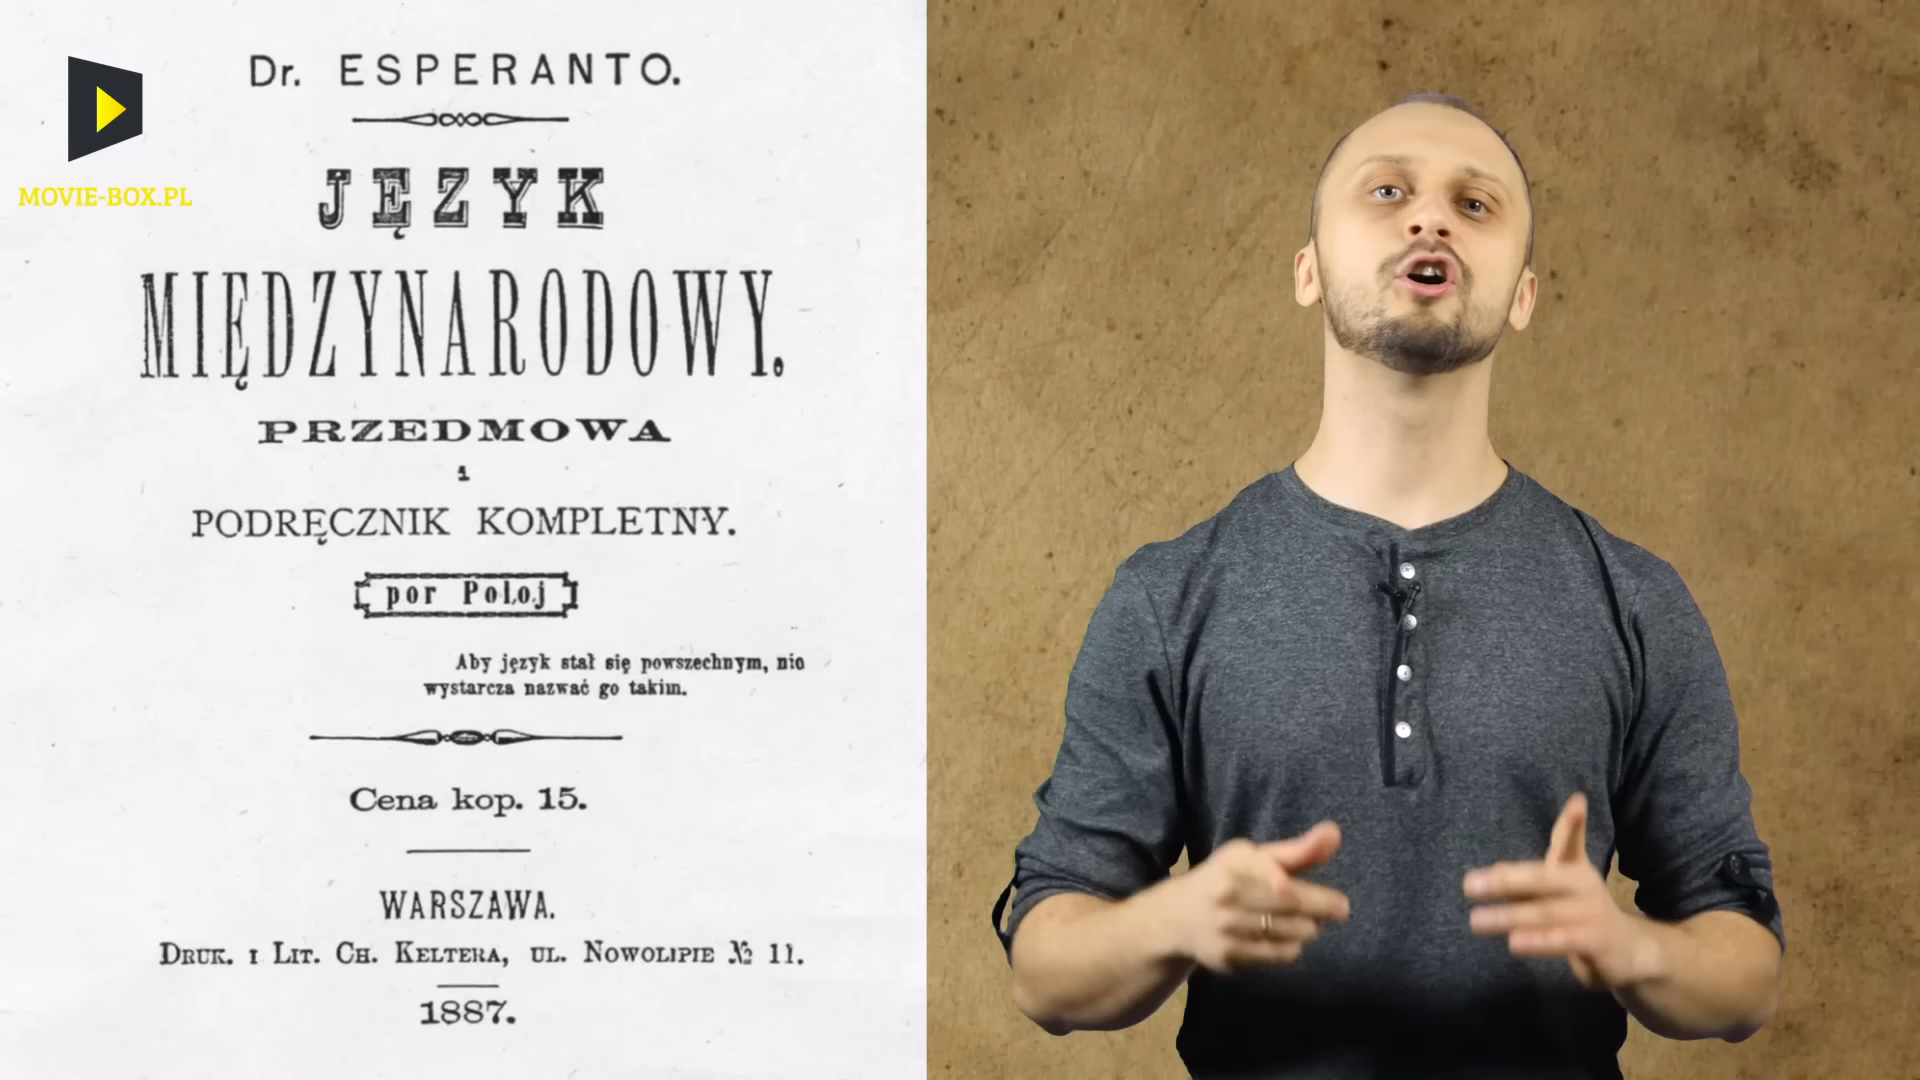 Dr. ESPERANTO.
MOVIE-BOX.PL
JĘZYK
MIĘDZYNARODOWY.
PRZEDMOWA
i
PODRĘCZNIK KOMPLETNY.
por Poloj
Aby język stał się powszechnym, nie
wystarcza nazwać go takim.
Cena kop. 15.
WARSZAWA.
DRUK. I LIT. CH. KELTERA, UL. NOWOLIPIE № 11.
1887.